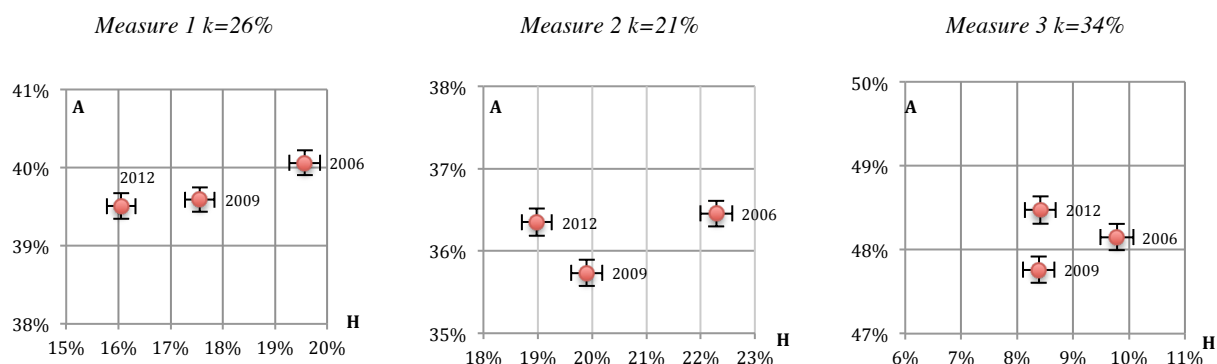 Measure 1 k=26%
Measure 2 k=21%
Measure 3 k=34%
41%
40%
39%
38%
A
2012
2009
2006
H
15% 16% 17% 18% 19% 20%
38%
37%
36%
35%
A
2012
2009
2006
H
18% 19% 20% 21% 22% 23%
50%
49%
48%
47%
A
2012
2006
2009
H
6% 7% 8% 9% 10% 11%